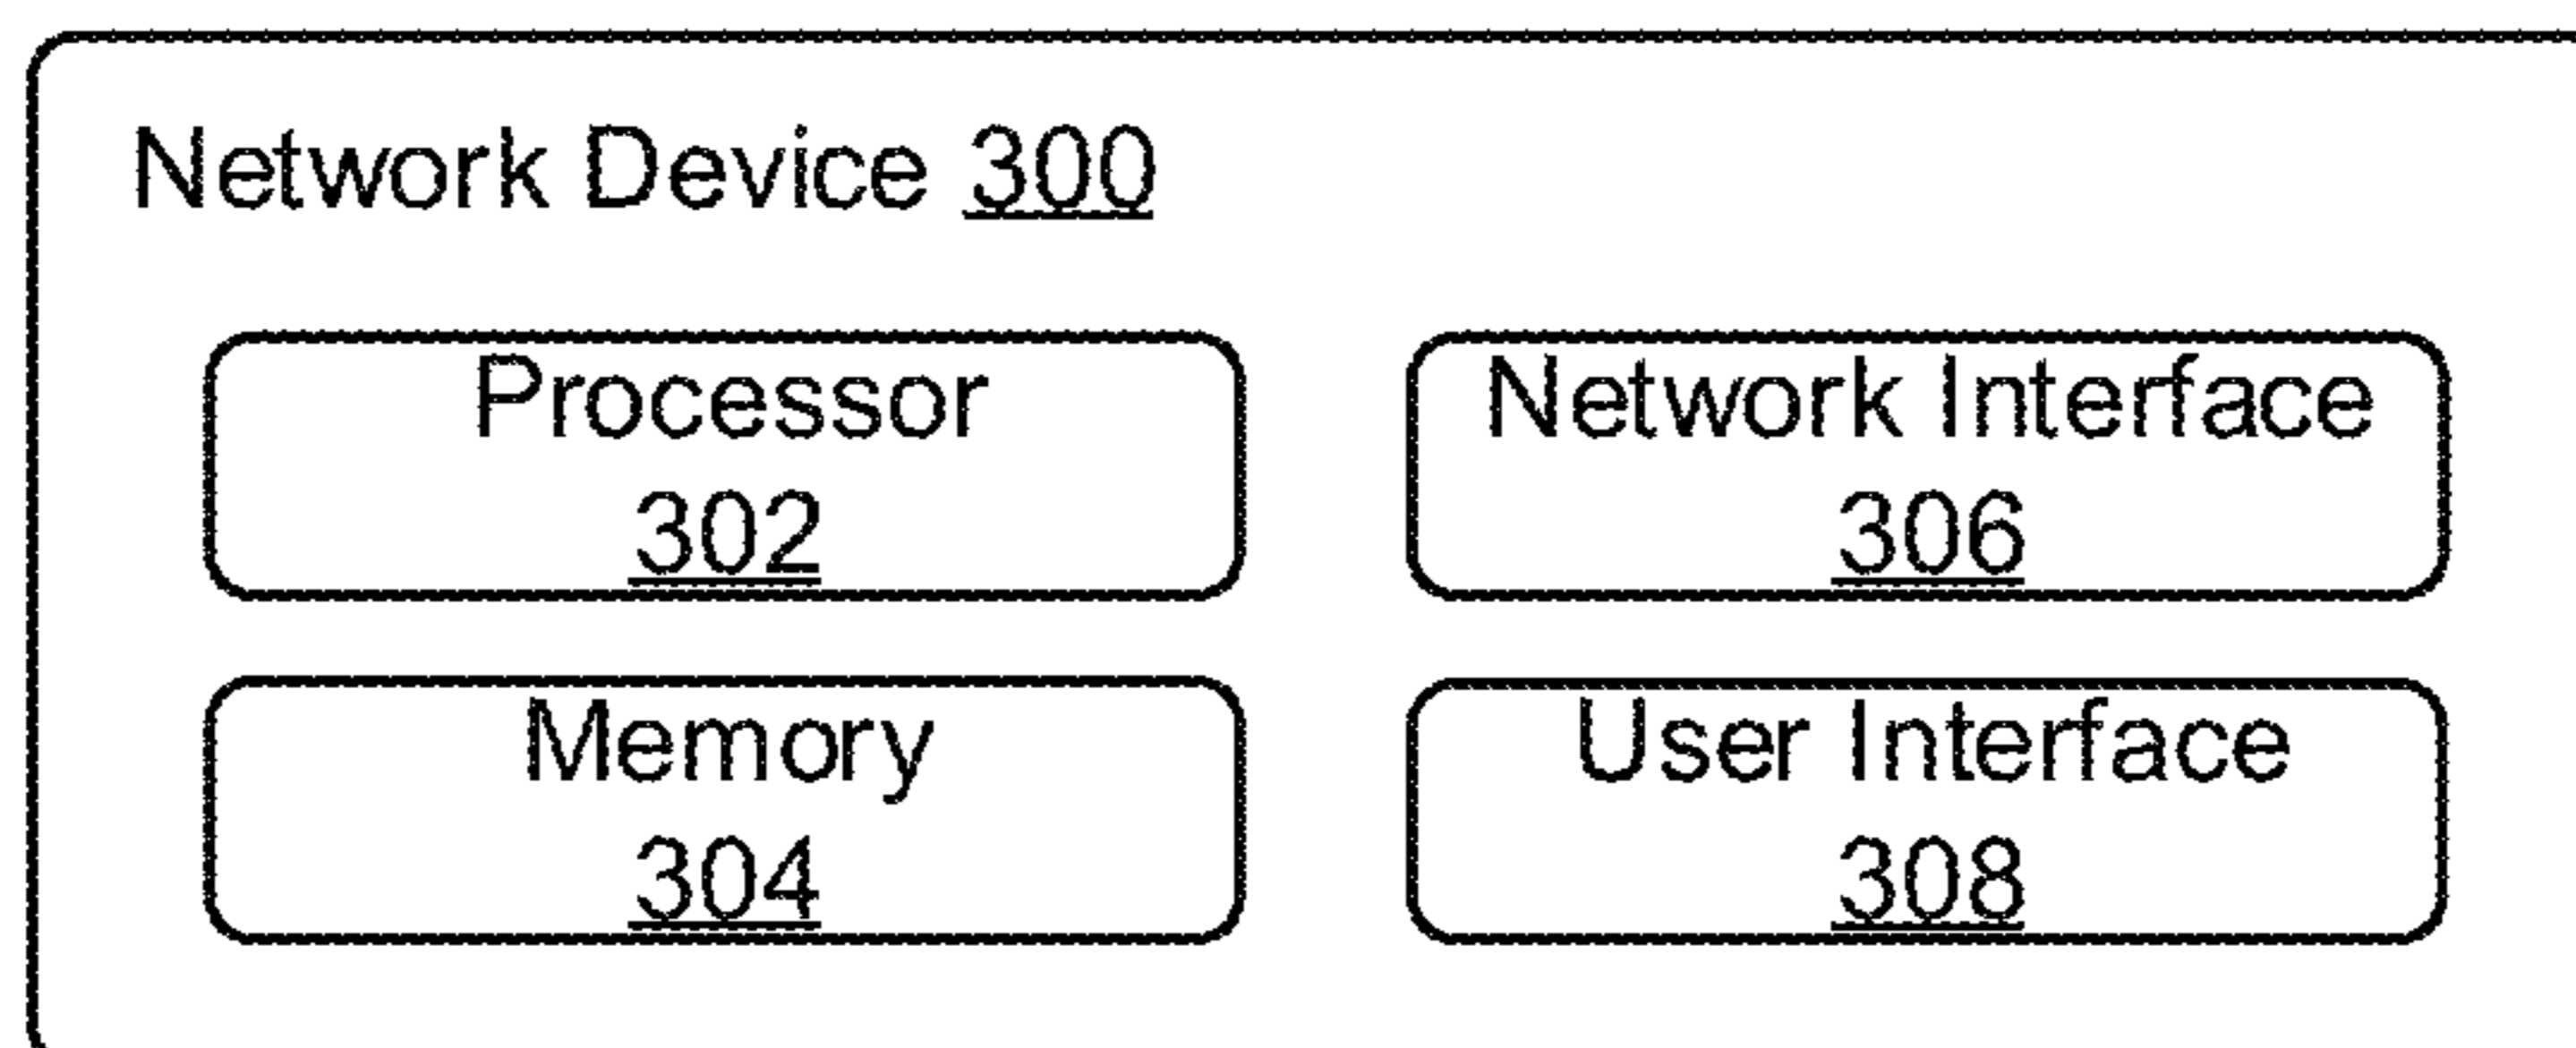 Network Device 300
Processor
302
Network Interface
306
Memory
304
User Interface
308